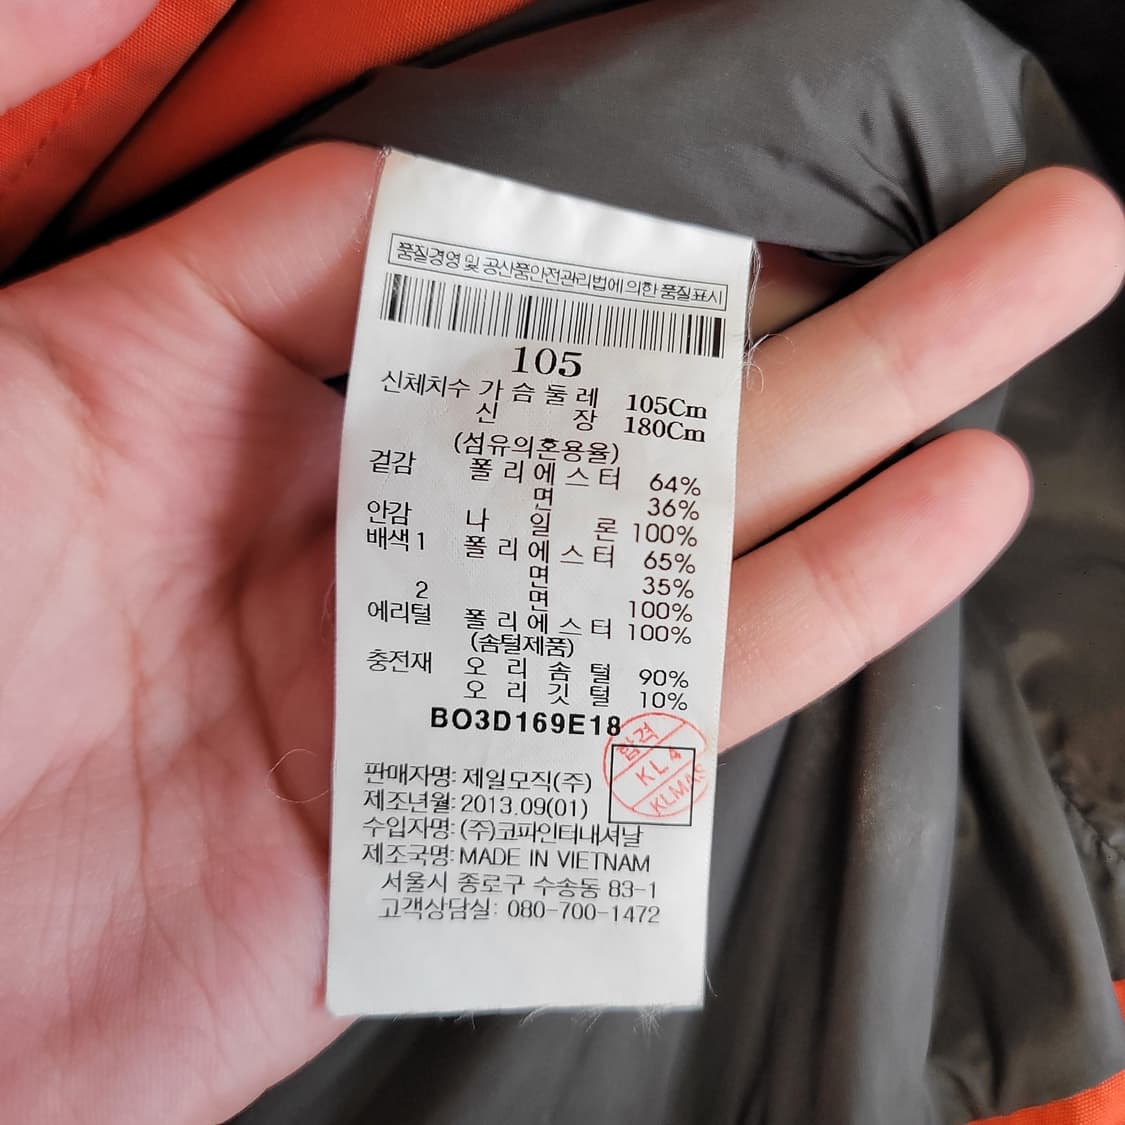 품질경영 및 공산품안전관리법에 의한 품질표시
105
신체치수 가 슴 둘 레 105Cm
신 장 180Cm
(섬유의혼용율)
겉감 폴 리 에 스 터 64%
면 36%
안감 나 일 론 100%
배색1 폴 리 에 스 터 65%
면 35%
2 면 100%
에리털 폴 리 에 스 터 100%
(솜털제품)
충전재 오 리 솜 털 90%
오 리 깃 털 10%
BO3D169E18
합격
KL 4
판매자명: 제일모직(주)
제조년월: 2013.09(01)
수입자명: (주)코파인터내셔날
제조국명: MADE IN VIETNAM
서울시 종로구 수송동 83-1
고객상담실: 080-700-1472